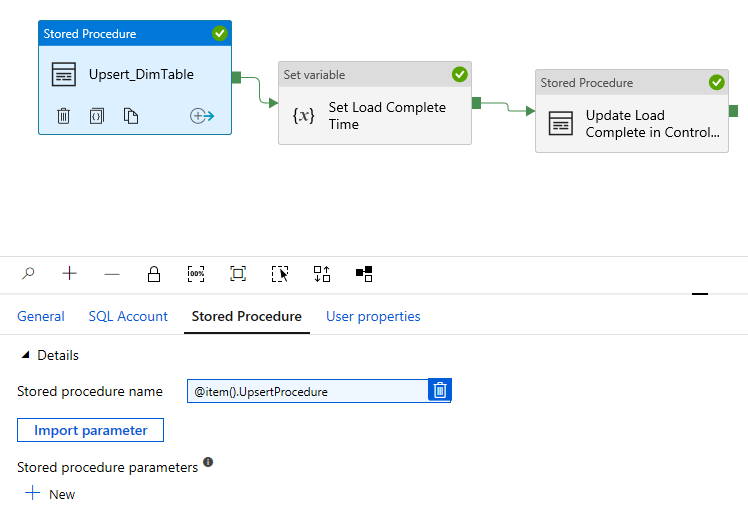 Stored Procedure
Upsert_DimTable
Set variable
{x}
Set Load Complete
Time
Stored Procedure
Update Load
Complete in Control...
100%
General
SQL Account
Stored Procedure
User properties
Details
Stored procedure name
@item().UpsertProcedure
Import parameter
Stored procedure parameters
New